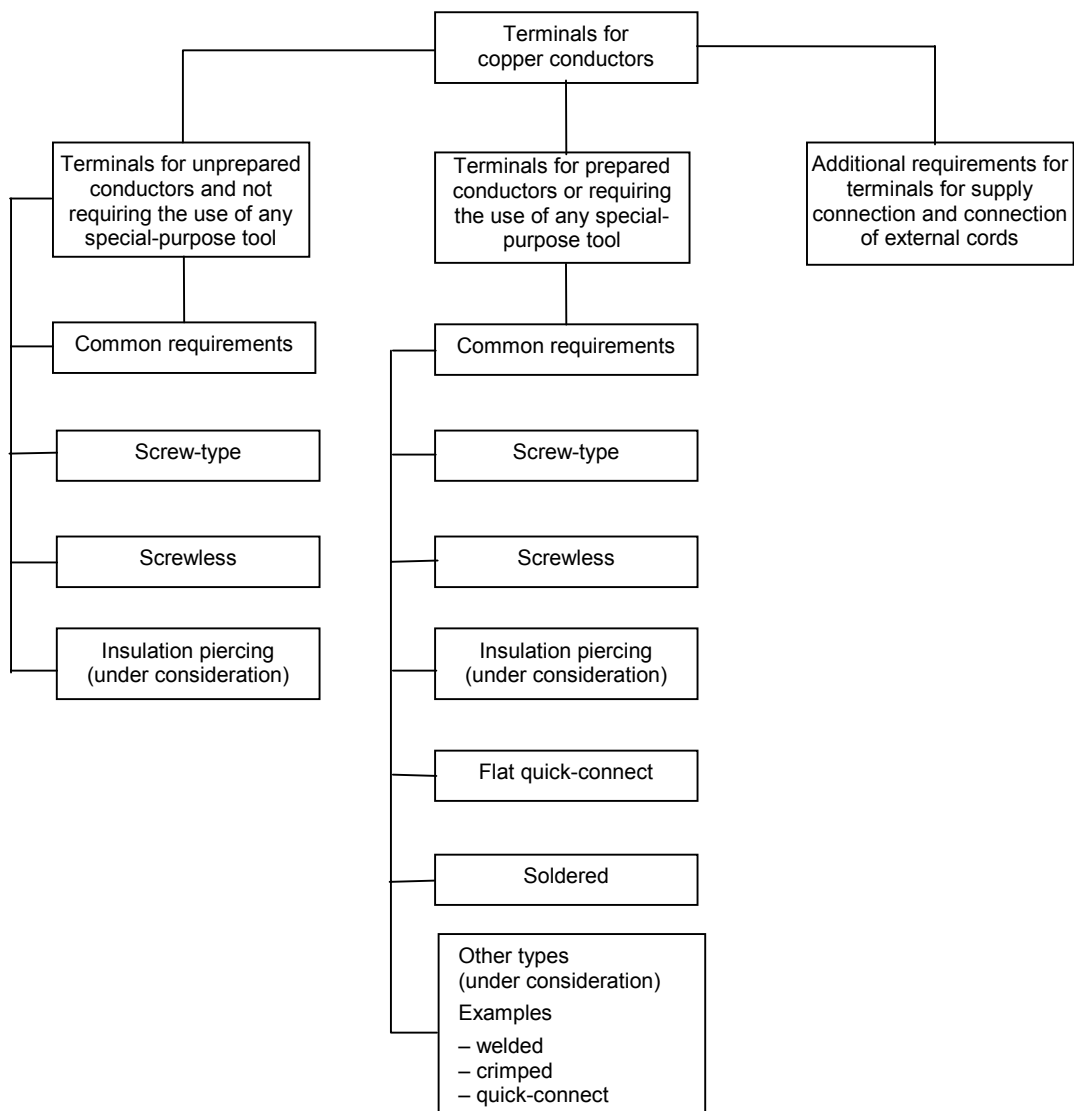 Terminals for
copper conductors
Terminals for unprepared
conductors and not
requiring the use of any
special-purpose tool
Terminals for prepared
conductors or requiring
the use of any special-
purpose tool
Additional requirements for
terminals for supply
connection and connection
of external cords
Common requirements
Screw-type
Screwless
Insulation piercing
(under consideration)
Common requirements
Screw-type
Screwless
Insulation piercing
(under consideration)
Flat quick-connect
Soldered
Other types
(under consideration)
Examples
– welded
– crimped
– quick-connect